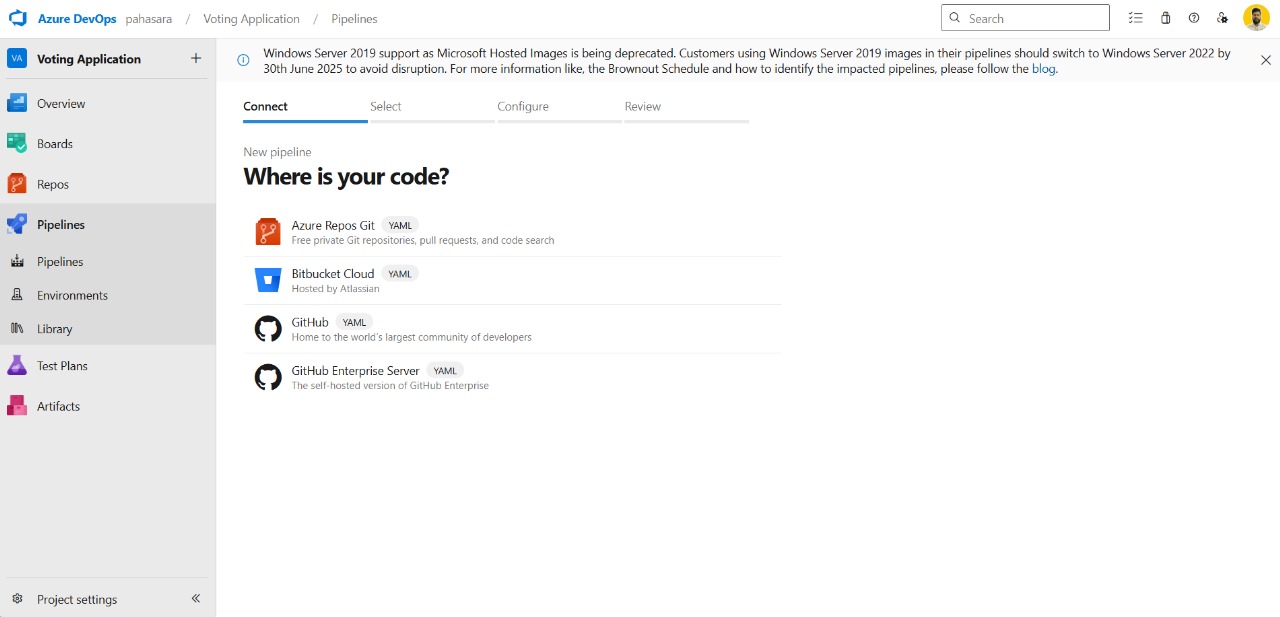 Azure DevOps pahasara / Voting Application / Pipelines
Search
VA Voting Application +
Overview
Boards
Repos
Pipelines
Pipelines
Environments
Library
Test Plans
Artifacts
Project settings
Windows Server 2019 support as Microsoft Hosted Images is being deprecated. Customers using Windows Server 2019 images in their pipelines should switch to Windows Server 2022 by
30th June 2025 to avoid disruption. For more information like, the Brownout Schedule and how to identify the impacted pipelines, please follow the blog.
Connect Select Configure Review
New pipeline
Where is your code?
Azure Repos Git YAML
Free private Git repositories, pull requests, and code search
Bitbucket Cloud YAML
Hosted by Atlassian
GitHub YAML
Home to the world's largest community of developers
GitHub Enterprise Server YAML
The self-hosted version of GitHub Enterprise